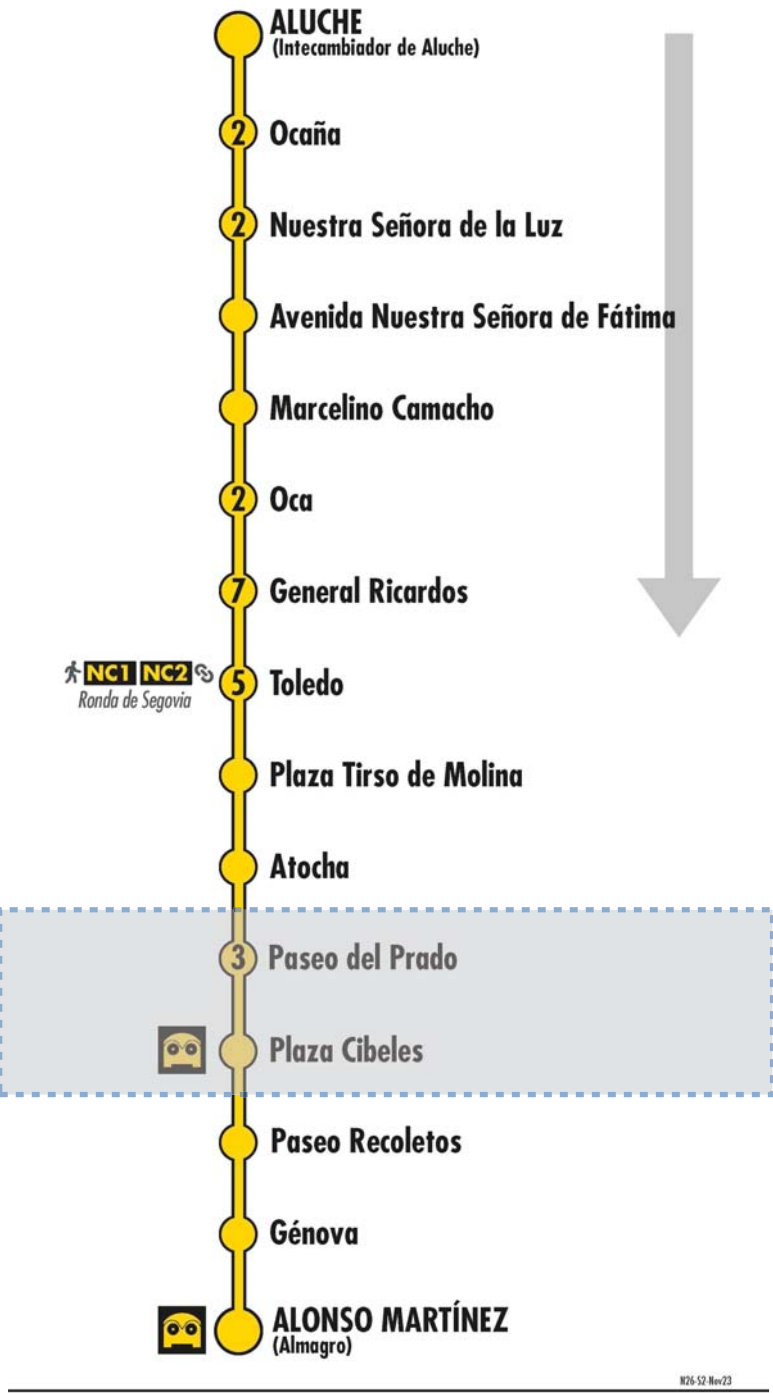 ALUCHE
(Intecambiador de Aluche)
2 Ocaña
2 Nuestra Señora de la Luz
Avenida Nuestra Señora de Fátima
Marcelino Camacho
2 Oca
7 General Ricardos
NC1 NC2 5 Toledo
Ronda de Segovia
Plaza Tirso de Molina
Atocha
3 Paseo del Prado
Plaza Cibeles
Paseo Recoletos
Génova
ALONSO MARTÍNEZ
(Almagro)
N26-S2-Nov23